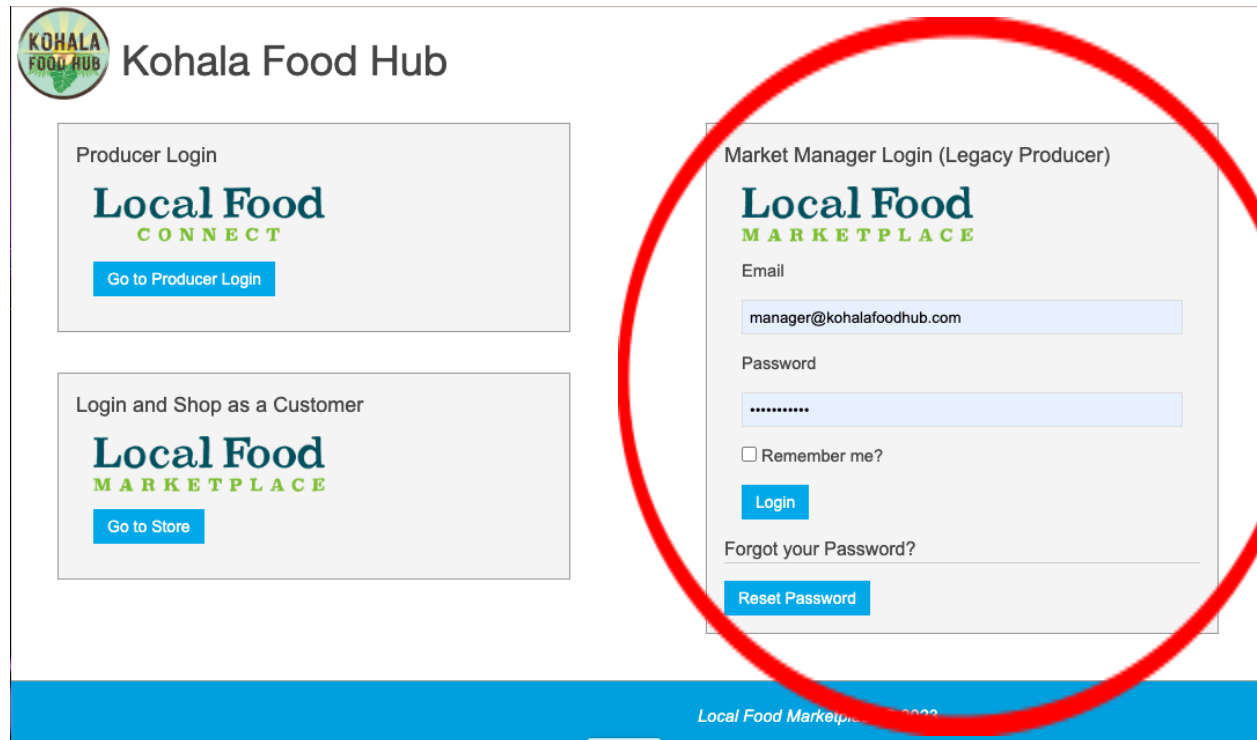 KOHALA
FOOD HUB
Kohala Food Hub
Producer Login
Local Food
CONNECT
Go to Producer Login
Login and Shop as a Customer
Local Food
MARKETPLACE
Go to Store
Market Manager Login (Legacy Producer)
Local Food
MARKETPLACE
Email
manager@kohalafoodhub.com
Password
•••••••••••
Remember me?
Login
Forgot your Password?
Reset Password
Local Food Marketplace © 2023